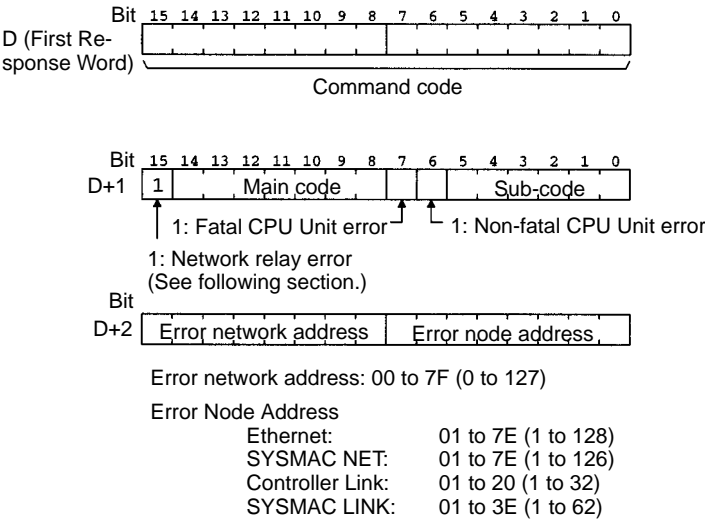 Bit 15 14 13 12 11 10 9 8 7 6 5 4 3 2 1 0
D (First Re-
sponse Word)
Command code
Bit 15 14 13 12 11 10 9 8 7 6 5 4 3 2 1 0
D+1 1 Main code Sub-code
1: Fatal CPU Unit error 1: Non-fatal CPU Unit error
1: Network relay error
(See following section.)
Bit
D+2 Error network address Error node address
Error network address: 00 to 7F (0 to 127)
Error Node Address
Ethernet: 01 to 7E (1 to 128)
SYSMAC NET: 01 to 7E (1 to 126)
Controller Link: 01 to 20 (1 to 32)
SYSMAC LINK: 01 to 3E (1 to 62)